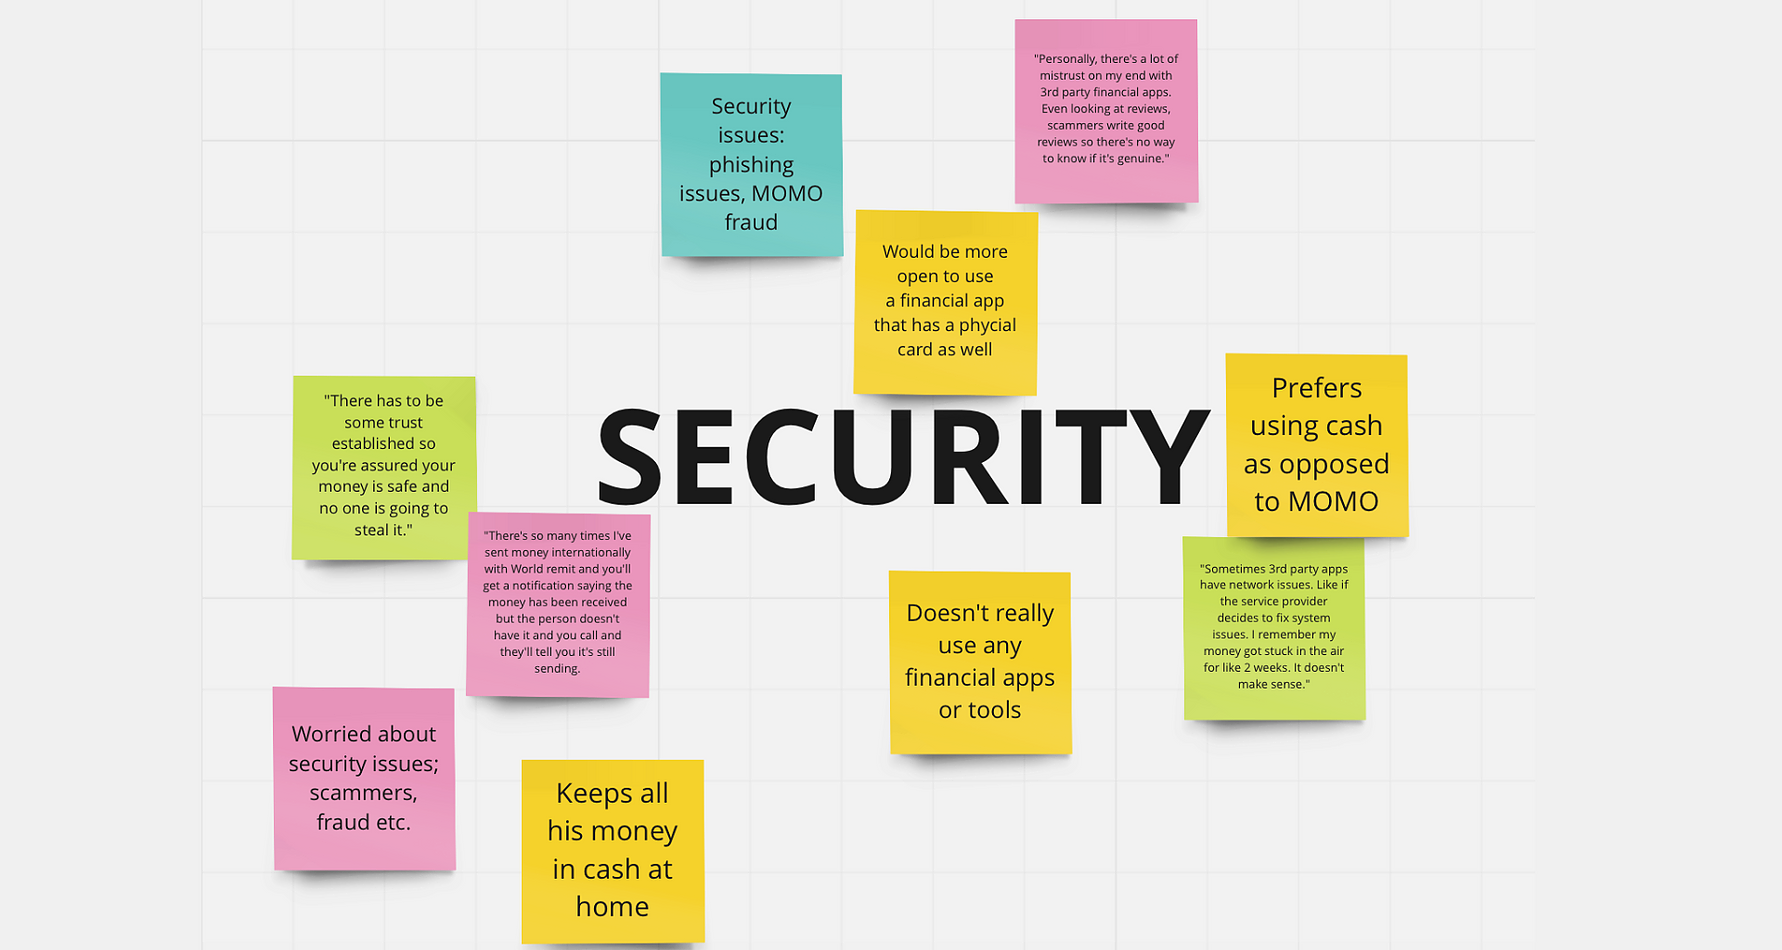 "Personally, there's a lot of
mistrust on my end with
3rd party financial apps.
Even looking at reviews,
scammers write good
reviews so there's no way
to know if it's genuine."
Security
issues:
phishing
issues, MOMO
fraud
Would be more
open to use
a financial app
that has a phycial
card as well
SECURITY
Prefers
using cash
as opposed
to MOMO
"There has to be
some trust
established so
you're assured your
money is safe and
no one is going to
steal it."
"There's so many times I've
sent money internationally
with World remit and you'll
get a notification saying the
money has been received
but the person doesn't
have it and you call and
they'll tell you it's still
sending.
Doesn't really
use any
financial apps
or tools
"Sometimes 3rd party apps
have network issues. Like if
the service provider
decides to fix system
issues. I remember my
money got stuck in the air
for like 2 weeks. It doesn't
make sense."
Worried about
security issues;
scammers,
fraud etc.
Keeps all
his money
in cash at
home